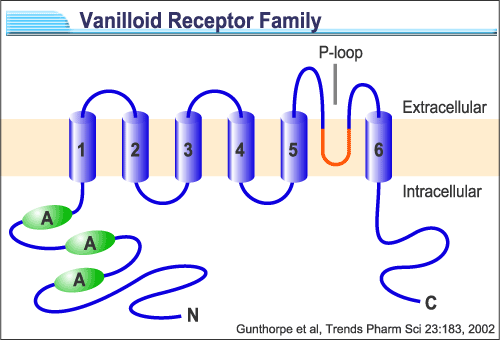 Vanilloid Receptor Family
P-loop
Extracellular
1 2 3 4 5 6
Intracellular
A
A
A
N
C
Gunthorpe et al, Trends Pharm Sci 23:183, 2002